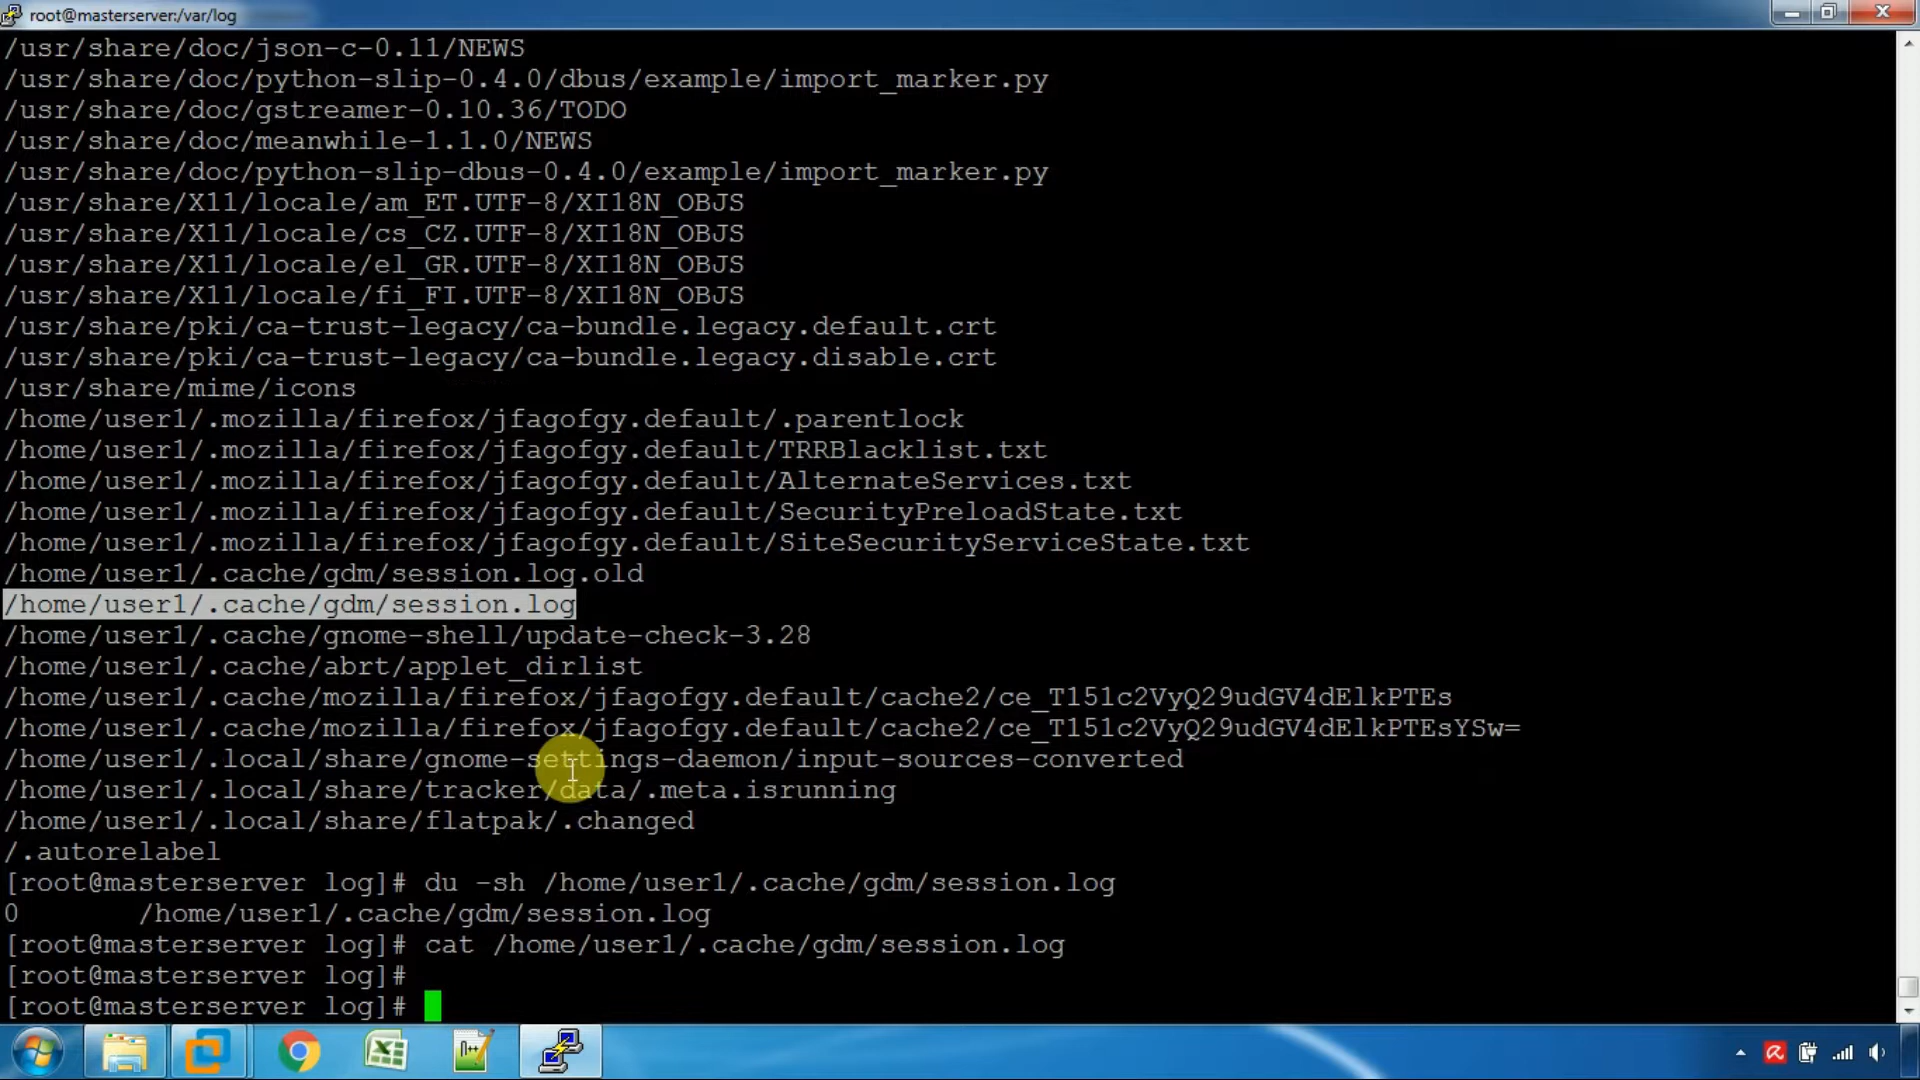 root@masterserver:/var/log
/usr/share/doc/json-c-0.11/NEWS
/usr/share/doc/python-slip-0.4.0/dbus/example/import_marker.py
/usr/share/doc/gstreamer-0.10.36/TODO
/usr/share/doc/meanwhile-1.1.0/NEWS
/usr/share/doc/python-slip-dbus-0.4.0/example/import_marker.py
/usr/share/X11/locale/am_ET.UTF-8/XI18N_OBJS
/usr/share/X11/locale/cs_CZ.UTF-8/XI18N_OBJS
/usr/share/X11/locale/el_GR.UTF-8/XI18N_OBJS
/usr/share/X11/locale/fi_FI.UTF-8/XI18N_OBJS
/usr/share/pki/ca-trust-legacy/ca-bundle.legacy.default.crt
/usr/share/pki/ca-trust-legacy/ca-bundle.legacy.disable.crt
/usr/share/mime/icons
/home/user1/.mozilla/firefox/jfagofgy.default/.parentlock
/home/user1/.mozilla/firefox/jfagofgy.default/TRRBlacklist.txt
/home/user1/.mozilla/firefox/jfagofgy.default/AlternateServices.txt
/home/user1/.mozilla/firefox/jfagofgy.default/SecurityPreloadState.txt
/home/user1/.mozilla/firefox/jfagofgy.default/SiteSecurityServiceState.txt
/home/user1/.cache/gdm/session.log.old
/home/user1/.cache/gdm/session.log
/home/user1/.cache/gnome-shell/update-check-3.28
/home/user1/.cache/abrt/applet_dirlist
/home/user1/.cache/mozilla/firefox/jfagofgy.default/cache2/ce_T151c2VyQ29udGV4dElkPTEs
/home/user1/.cache/mozilla/firefox/jfagofgy.default/cache2/ce_T151c2VyQ29udGV4dElkPTEsYSw=
/home/user1/.local/share/gnome-settings-daemon/input-sources-converted
/home/user1/.local/share/tracker/data/.meta.isrunning
/home/user1/.local/share/flatpak/.changed
/.autorelabel
[root@masterserver log]# du -sh /home/user1/.cache/gdm/session.log
0 /home/user1/.cache/gdm/session.log
[root@masterserver log]# cat /home/user1/.cache/gdm/session.log
[root@masterserver log]#
[root@masterserver log]#